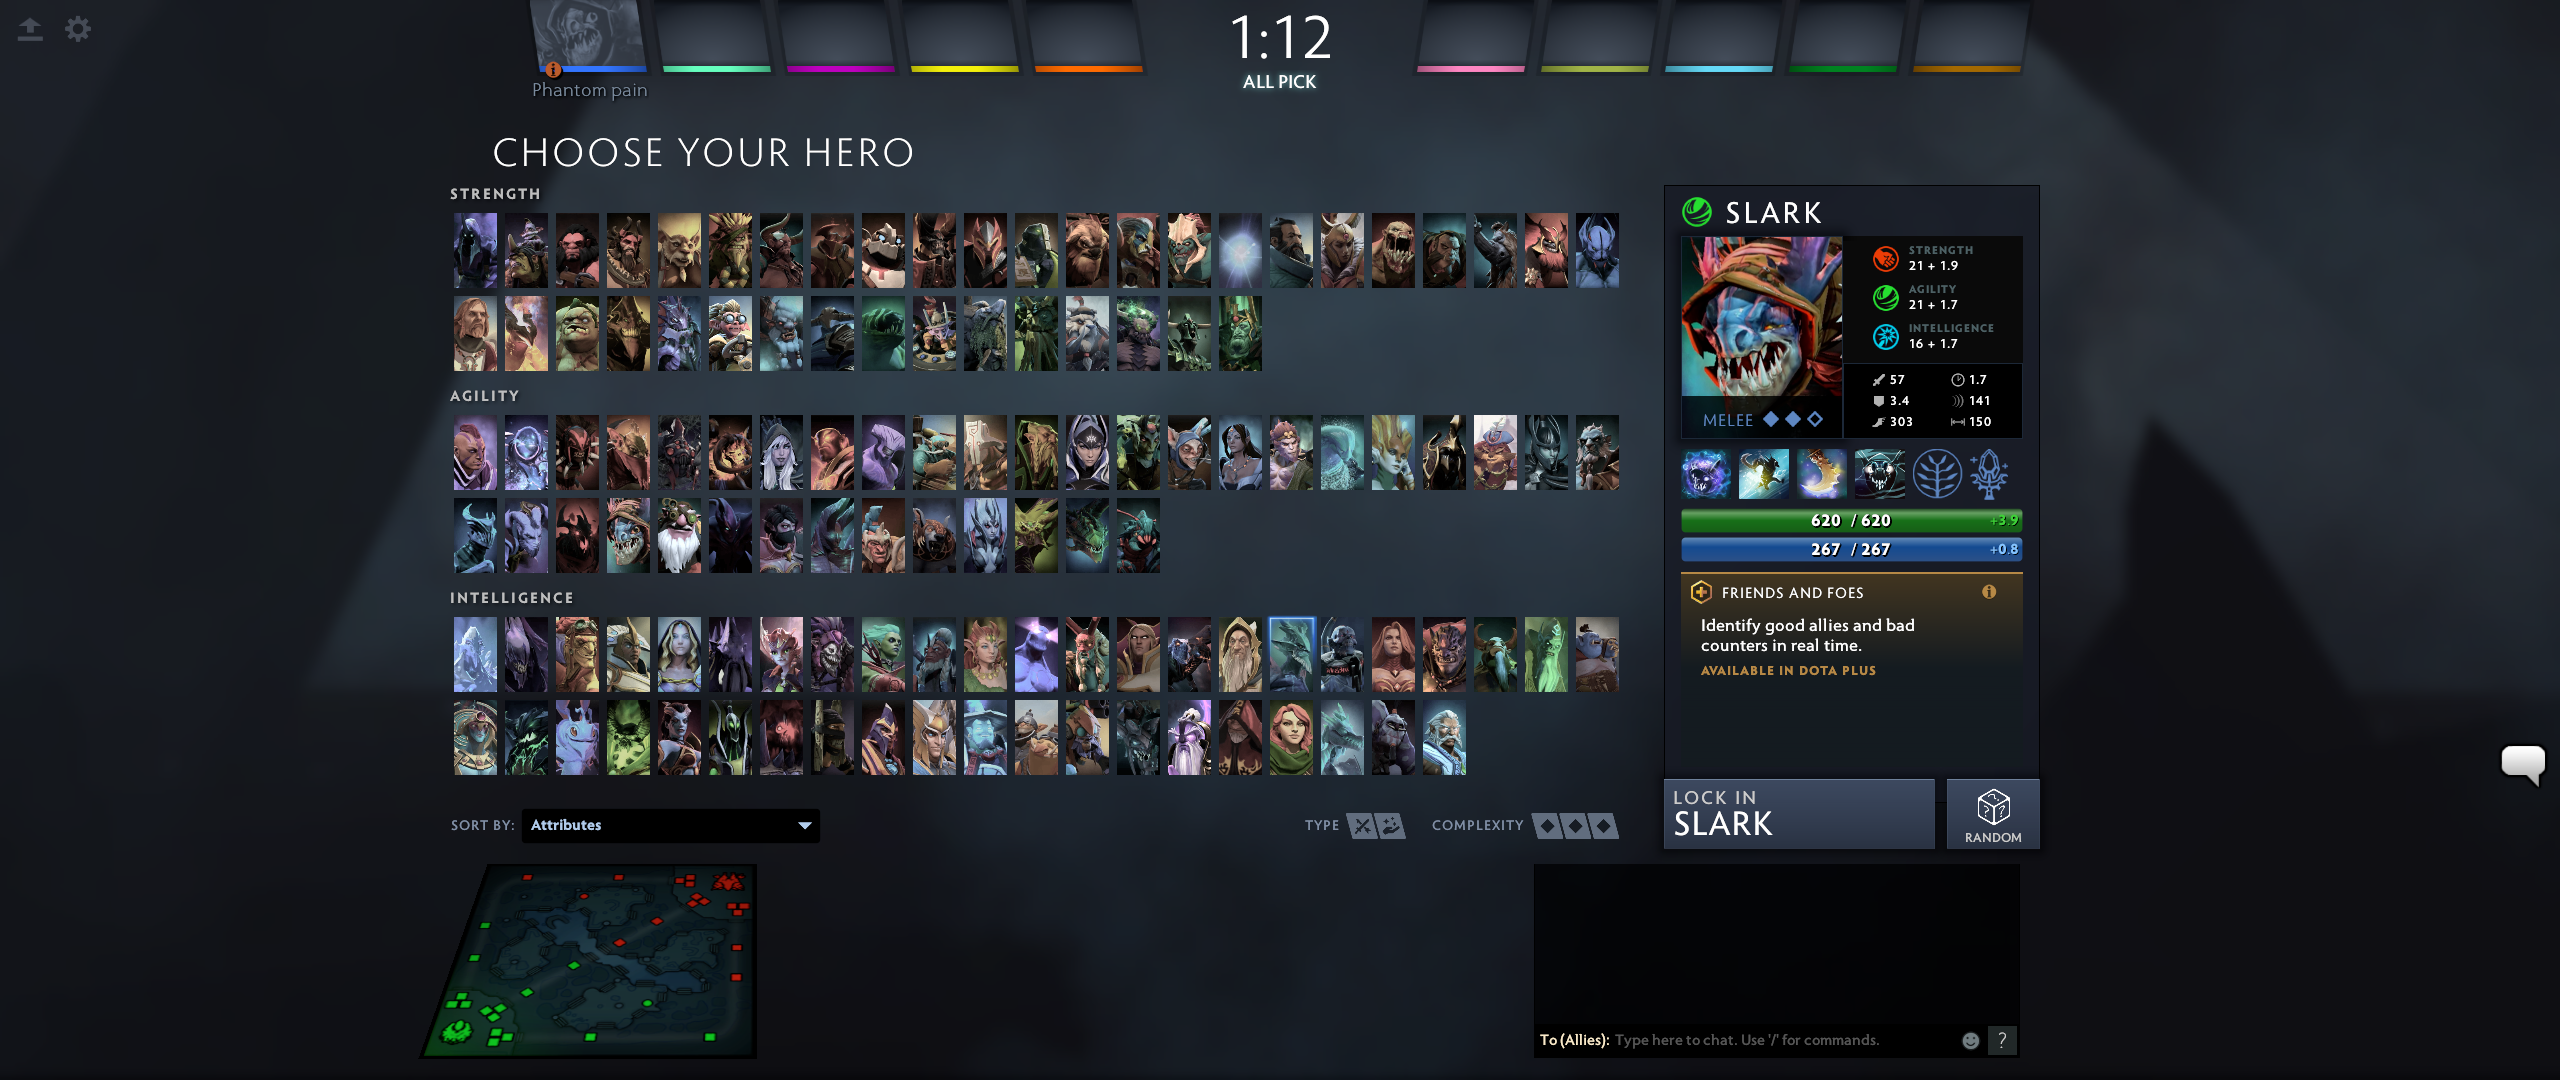 1:12
ALL PICK
Phantom pain
CHOOSE YOUR HERO
STRENGTH
AGILITY
INTELLIGENCE
SLARK
STRENGTH
21 + 1.9
AGILITY
21 + 1.7
INTELLIGENCE
16 + 1.7
MELEE
57
1.7
3.4
141
303
150
620 / 620
+3.9
267 / 267
+0.8
FRIENDS AND FOES
Identify good allies and bad
counters in real time.
AVAILABLE IN DOTA PLUS
LOCK IN
SLARK
RANDOM
SORT BY:
Attributes
TYPE
COMPLEXITY
To (Allies): Type here to chat. Use '/' for commands.
?